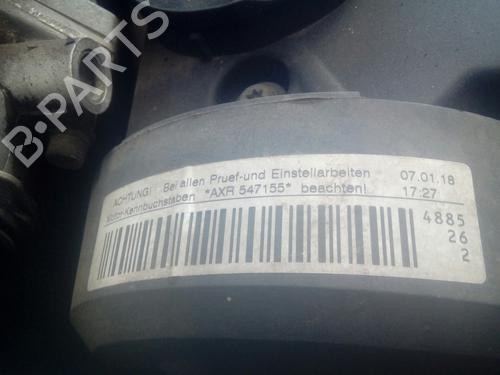 B-PARTS
ACHTUNG! Bei allen Pruef-und Einstellarbeiten 07.01.18
Motor-Kennbuchstaben *AXR 547155* beachten! 17:27
4885
26
2